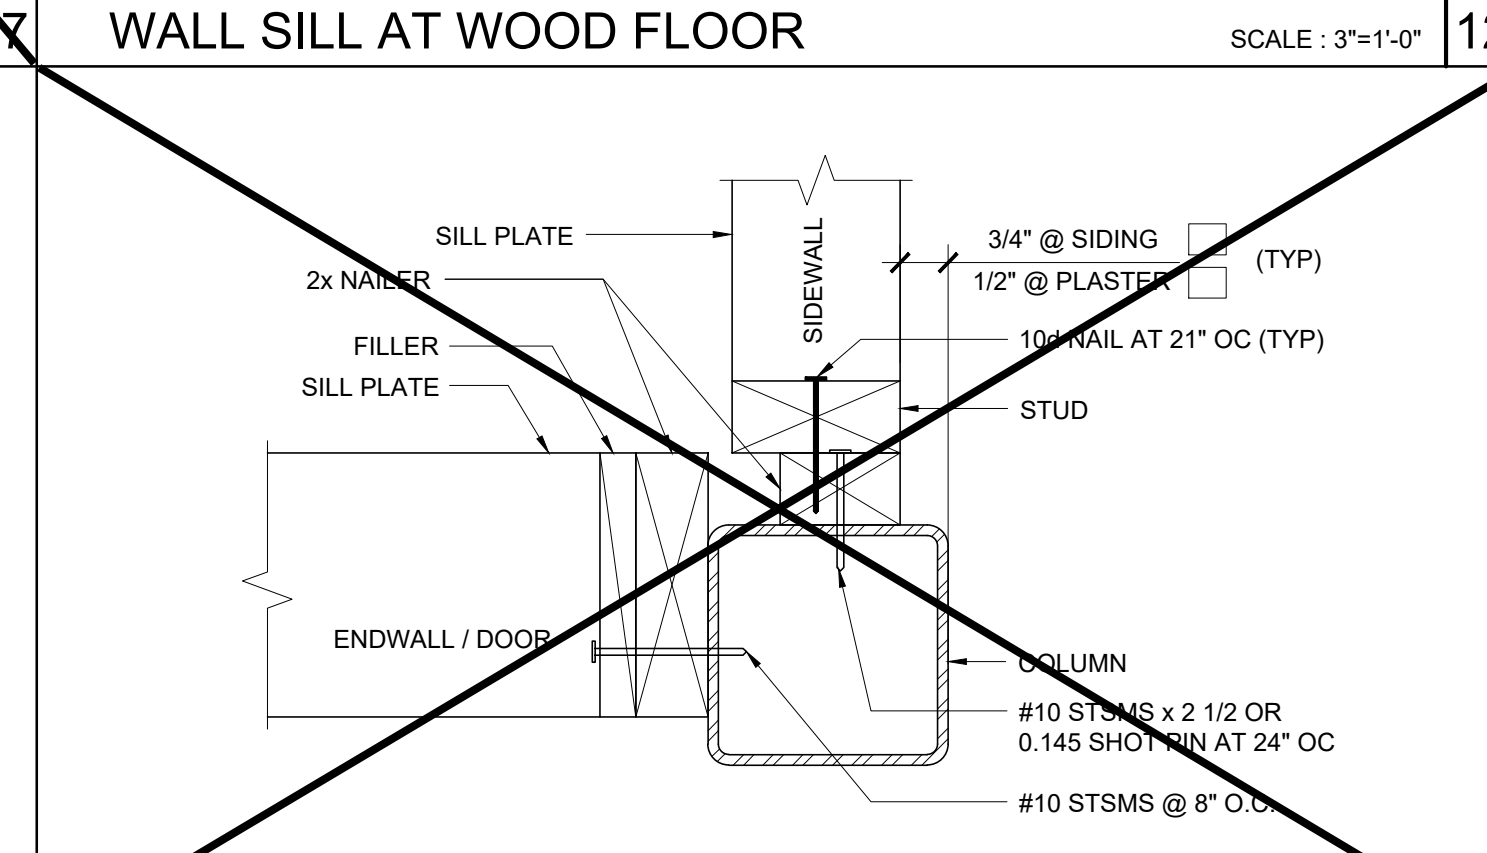 7
WALL SILL AT WOOD FLOOR
SCALE : 3"=1'-0"
SILL PLATE
2x NAILER
FILLER
SILL PLATE
SIDEWALL
3/4" @ SIDING
1/2" @ PLASTER
(TYP)
10d NAIL AT 21" OC (TYP)
STUD
ENDWALL / DOOR
COLUMN
#10 STSMS x 2 1/2 OR
0.145 SHOT PIN AT 24" OC
#10 STSMS @ 8" O.C.